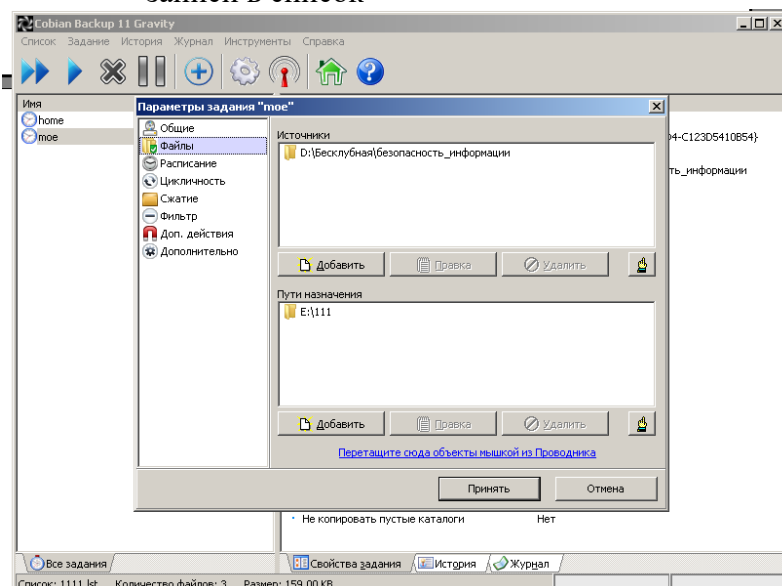 записи в список
Cobian Backup 11 Gravity
Список Задание История Журнал Инструменты Справка
Имя
home
moe
Параметры задания "moe"
Общие
Файлы
Расписание
Цикличность
Сжатие
Фильтр
Доп. действия
Дополнительно
Источники
D:\Бесклубная\безопасность_информации
Добавить Правка Удалить
Пути назначения
E:\111
Добавить Правка Удалить
Перетащите сюда объекты мышкой из Проводника
Принять Отмена
04-C123D5410B54}
ть_информации
Не копировать пустые каталоги Нет
Все задания
Свойства задания История Журнал
Список: 1111.lst Количество файлов: 3 Размер: 159,00 KB